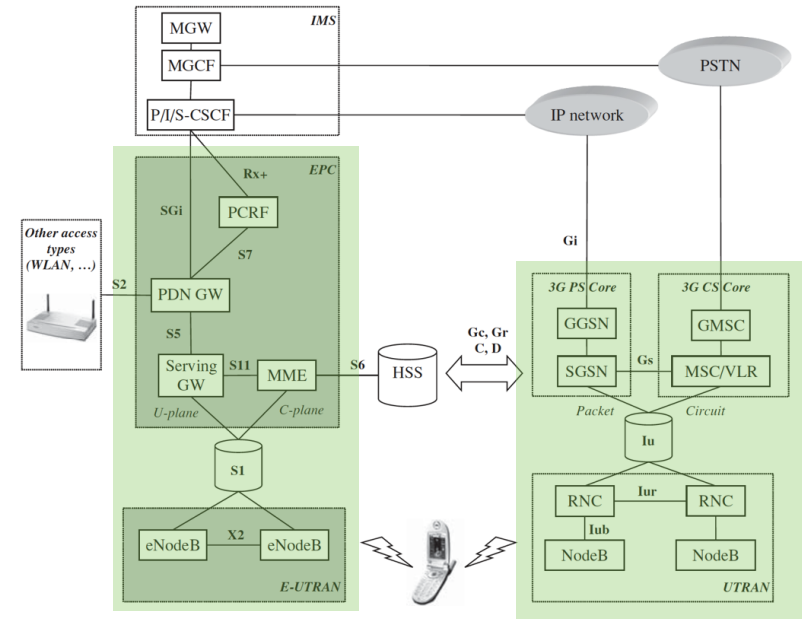 IMS
MGW
MGCF
PSTN
P/I/S-CSCF
IP network
EPC
Rx+
SGi
PCRF
Other access
types
(WLAN, …)
S7
Gi
S2
PDN GW
3G PS Core
3G CS Core
S5
GGSN
GMSC
Gc, Gr
C, D
Serving
GW
S11
MME
S6
HSS
SGSN
Gs
MSC/VLR
U-plane
C-plane
Packet
Circuit
Iu
S1
RNC
Iur
RNC
X2
eNodeB
eNodeB
Iub
NodeB
NodeB
E-UTRAN
UTRAN